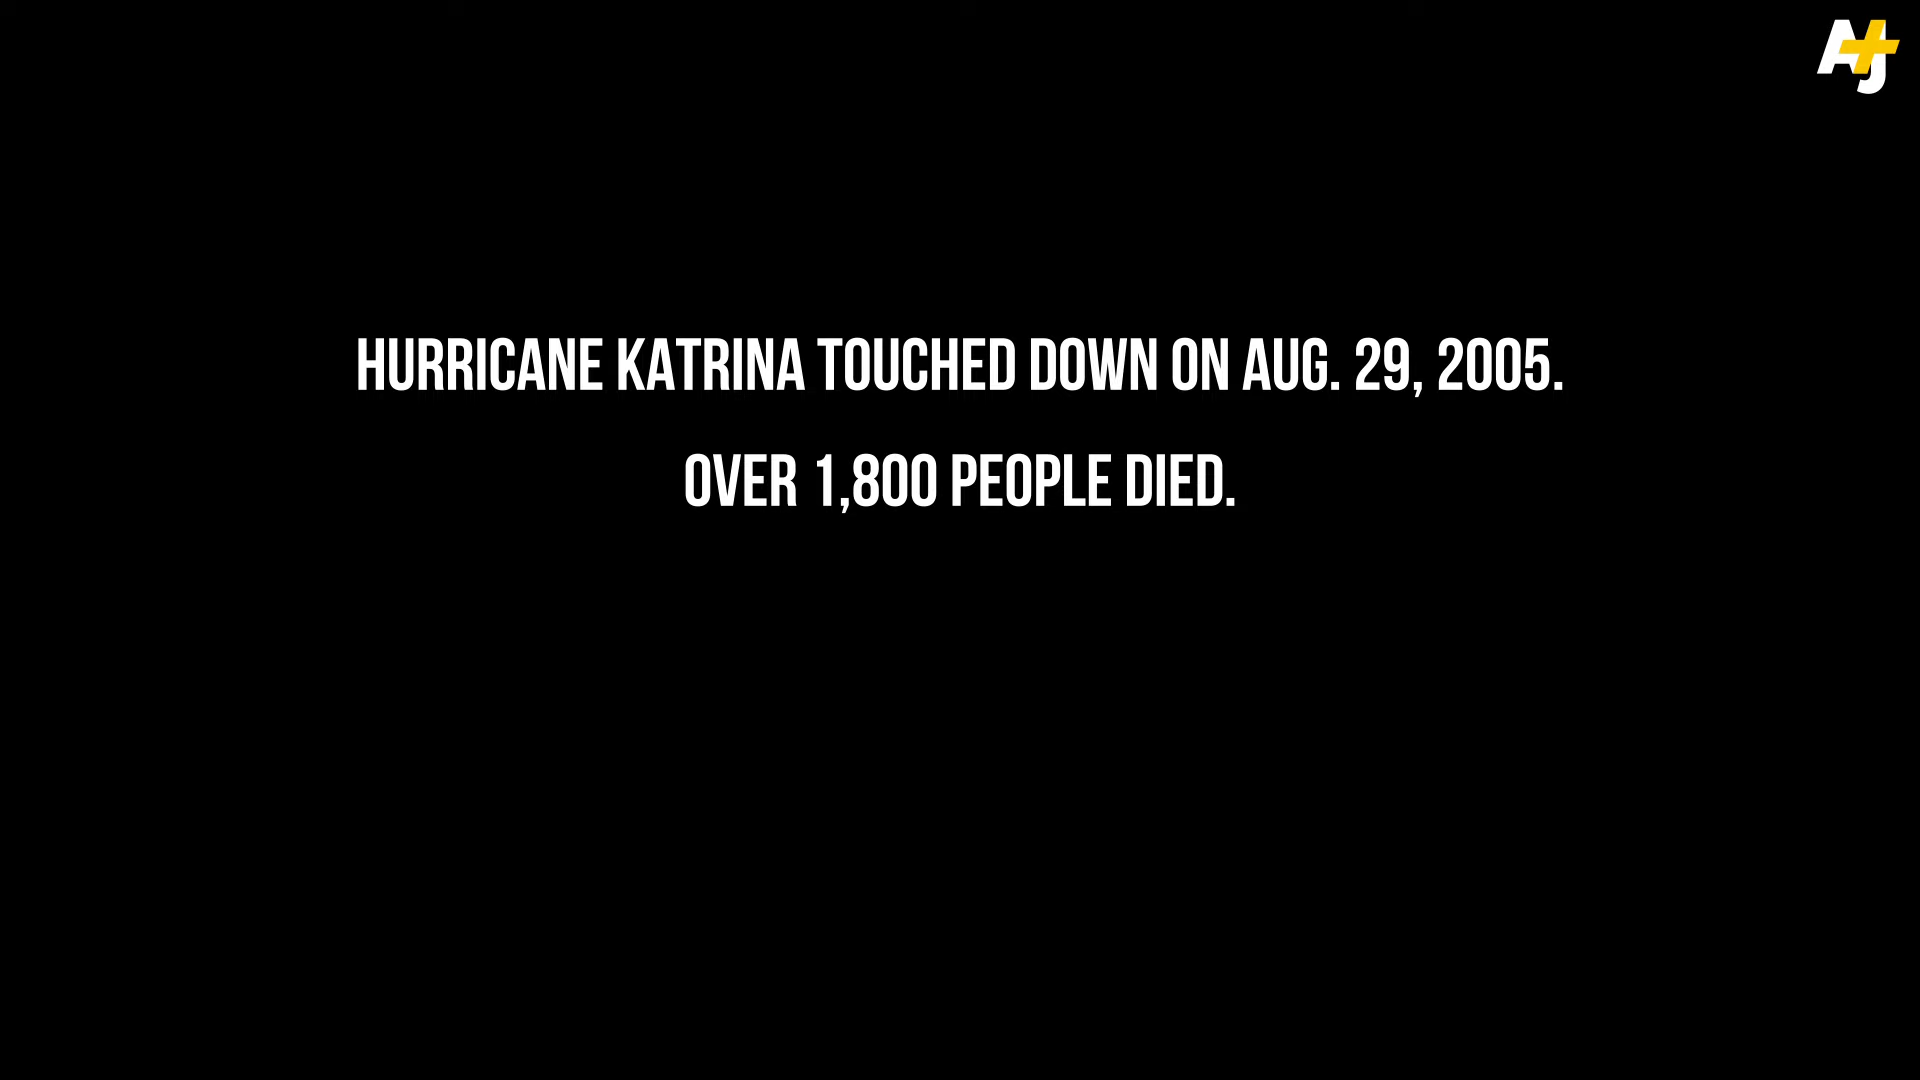 AJ+
HURRICANE KATRINA TOUCHED DOWN ON AUG. 29, 2005.
OVER 1,800 PEOPLE DIED.